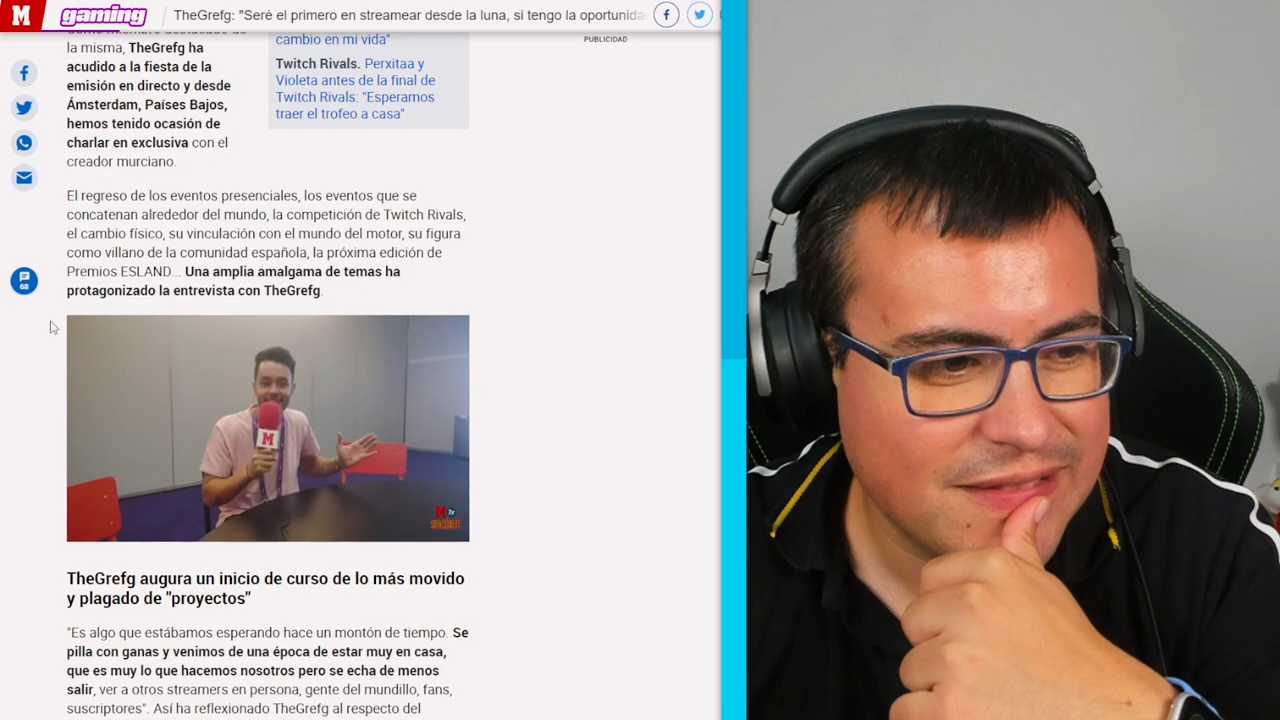 M gaming
TheGrefg: "Seré el primero en streamear desde la luna, si tengo la oportunida
cambio en mi vida"
PUBLICIDAD
la misma, TheGrefg ha
acudido a la fiesta de la
emisión en directo y desde
Ámsterdam, Países Bajos,
hemos tenido ocasión de
charlar en exclusiva con el
creador murciano.
Twitch Rivals. Perxitaa y
Violeta antes de la final de
Twitch Rivals: "Esperamos
traer el trofeo a casa"
El regreso de los eventos presenciales, los eventos que se
concatenan alrededor del mundo, la competición de Twitch Rivals,
el cambio físico, su vinculación con el mundo del motor, su figura
como villano de la comunidad española, la próxima edición de
Premios ESLAND... Una amplia amalgama de temas ha
protagonizado la entrevista con TheGrefg.
68
M
TheGrefg augura un inicio de curso de lo más movido
y plagado de "proyectos"
"Es algo que estábamos esperando hace un montón de tiempo. Se
pilla con ganas y venimos de una época de estar muy en casa,
que es muy lo que hacemos nosotros pero se echa de menos
salir, ver a otros streamers en persona, gente del mundillo, fans,
suscriptores". Así ha reflexionado TheGrefg al respecto del